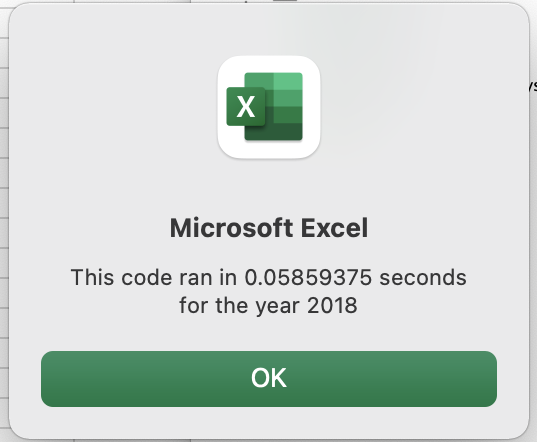 X
Microsoft Excel
This code ran in 0.05859375 seconds
for the year 2018
OK